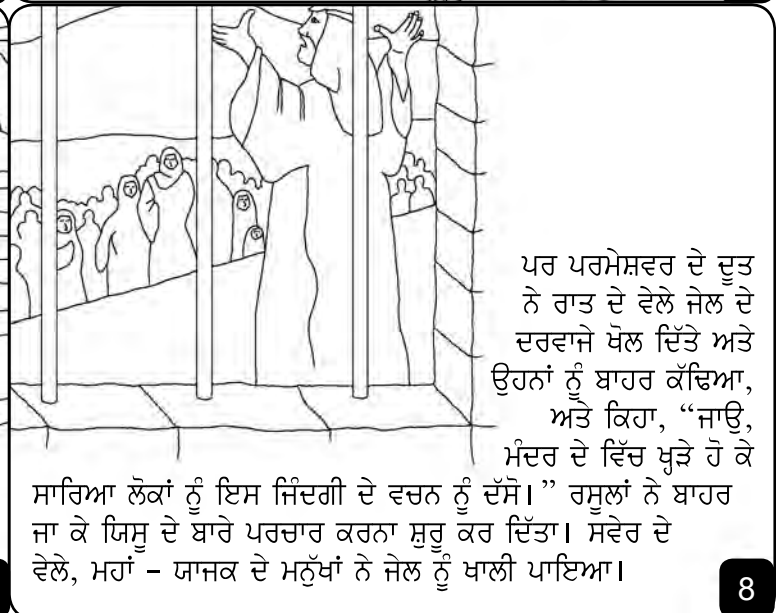 ਪਰ ਪਰਮੇਸ਼ਵਰ ਦੇ ਦੂਤ
ਨੇ ਰਾਤ ਦੇ ਵੇਲੇ ਜੇਲ ਦੇ
ਦਰਵਾਜੇ ਖੋਲ ਦਿੱਤੇ ਅਤੇ
ਉਹਨਾਂ ਨੂੰ ਬਾਹਰ ਕੱਢਿਆ,
ਅਤੇ ਕਿਹਾ, “ਜਾਉ,
ਮੰਦਰ ਦੇ ਵਿੱਚ ਖੜੇ ਹੋ ਕੇ
ਸਾਰਿਆ ਲੋਕਾਂ ਨੂੰ ਇਸ ਜਿੰਦਗੀ ਦੇ ਵਚਨ ਨੂੰ ਦੱਸੋ।” ਰਸੂਲਾਂ ਨੇ ਬਾਹਰ
ਜਾ ਕੇ ਯਿਸੂ ਦੇ ਬਾਰੇ ਪਰਚਾਰ ਕਰਨਾ ਸ਼ੁਰੂ ਕਰ ਦਿੱਤਾ। ਸਵੇਰ ਦੇ
ਵੇਲੇ, ਮਹਾਂ – ਯਾਜਕ ਦੇ ਮਨੁੱਖਾਂ ਨੇ ਜੇਲ ਨੂੰ ਖਾਲੀ ਪਾਇਆ।
8